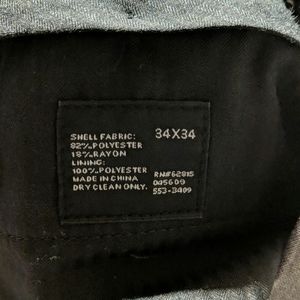 SHELL FABRIC: 34X34
82%POLYESTER
18%RAYON
LINING:
100%POLYESTER RN#62815
MADE IN CHINA 045609
DRY CLEAN ONLY. 553-3409